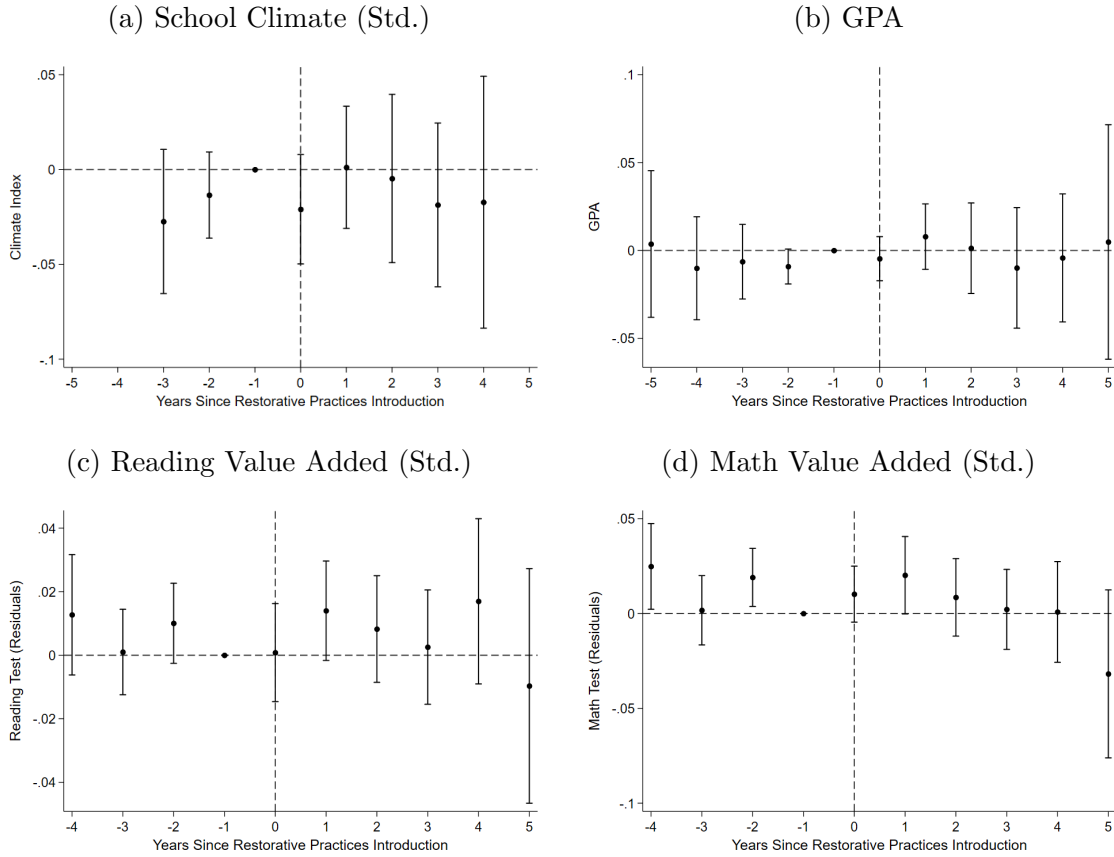 (a) School Climate (Std.)
.05
0
-.05
-.1
Climate Index
-5 -4 -3 -2 -1 0 1 2 3 4 5
Years Since Restorative Practices Introduction
(b) GPA
.1
.05
0
-.05
GPA
-5 -4 -3 -2 -1 0 1 2 3 4 5
Years Since Restorative Practices Introduction
(c) Reading Value Added (Std.)
.04
.02
0
-.02
-.04
Reading Test (Residuals)
-4 -3 -2 -1 0 1 2 3 4 5
Years Since Restorative Practices Introduction
(d) Math Value Added (Std.)
.05
0
-.05
-.1
Math Test (Residuals)
-4 -3 -2 -1 0 1 2 3 4 5
Years Since Restorative Practices Introduction